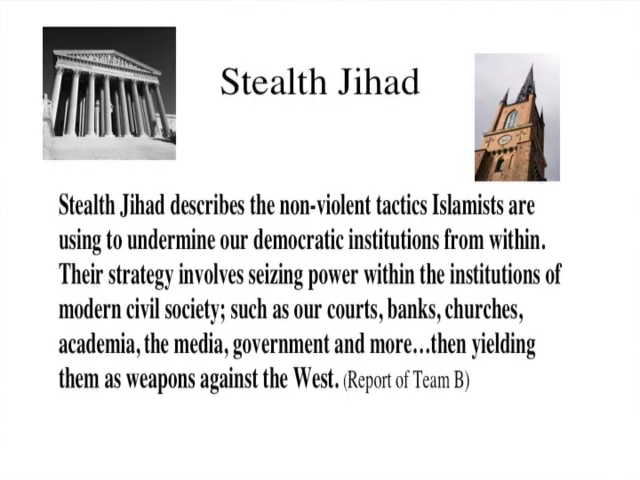 Stealth Jihad
Stealth Jihad describes the non-violent tactics Islamists are
using to undermine our democratic institutions from within.
Their strategy involves seizing power within the institutions of
modern civil society; such as our courts, banks, churches,
academia, the media, government and more…then yielding
them as weapons against the West. (Report of Team B)